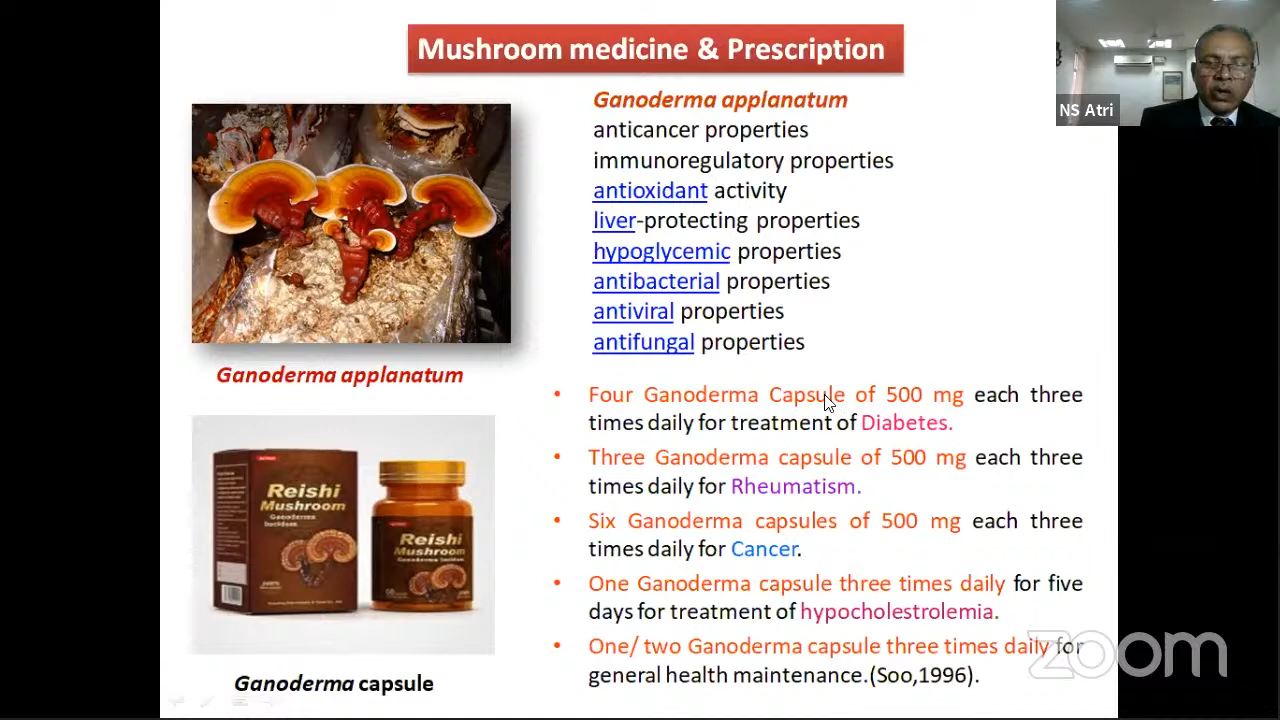 Mushroom medicine & Prescription
NS Atri
Ganoderma applanatum
anticancer properties
immunoregulatory properties
antioxidant activity
liver-protecting properties
hypoglycemic properties
antibacterial properties
antiviral properties
antifungal properties
Ganoderma applanatum
• Four Ganoderma Capsule of 500 mg each three
times daily for treatment of Diabetes.
• Three Ganoderma capsule of 500 mg each three
times daily for Rheumatism.
• Six Ganoderma capsules of 500 mg each three
times daily for Cancer.
• One Ganoderma capsule three times daily for five
days for treatment of hypocholestrolemia.
• One/ two Ganoderma capsule three times daily for
general health maintenance.(Soo,1996).
Reishi
Mushroom
Ganoderma
lucidum
Reishi
Mushroom
Ganoderma lucidum
Ganoderma capsule
zoom